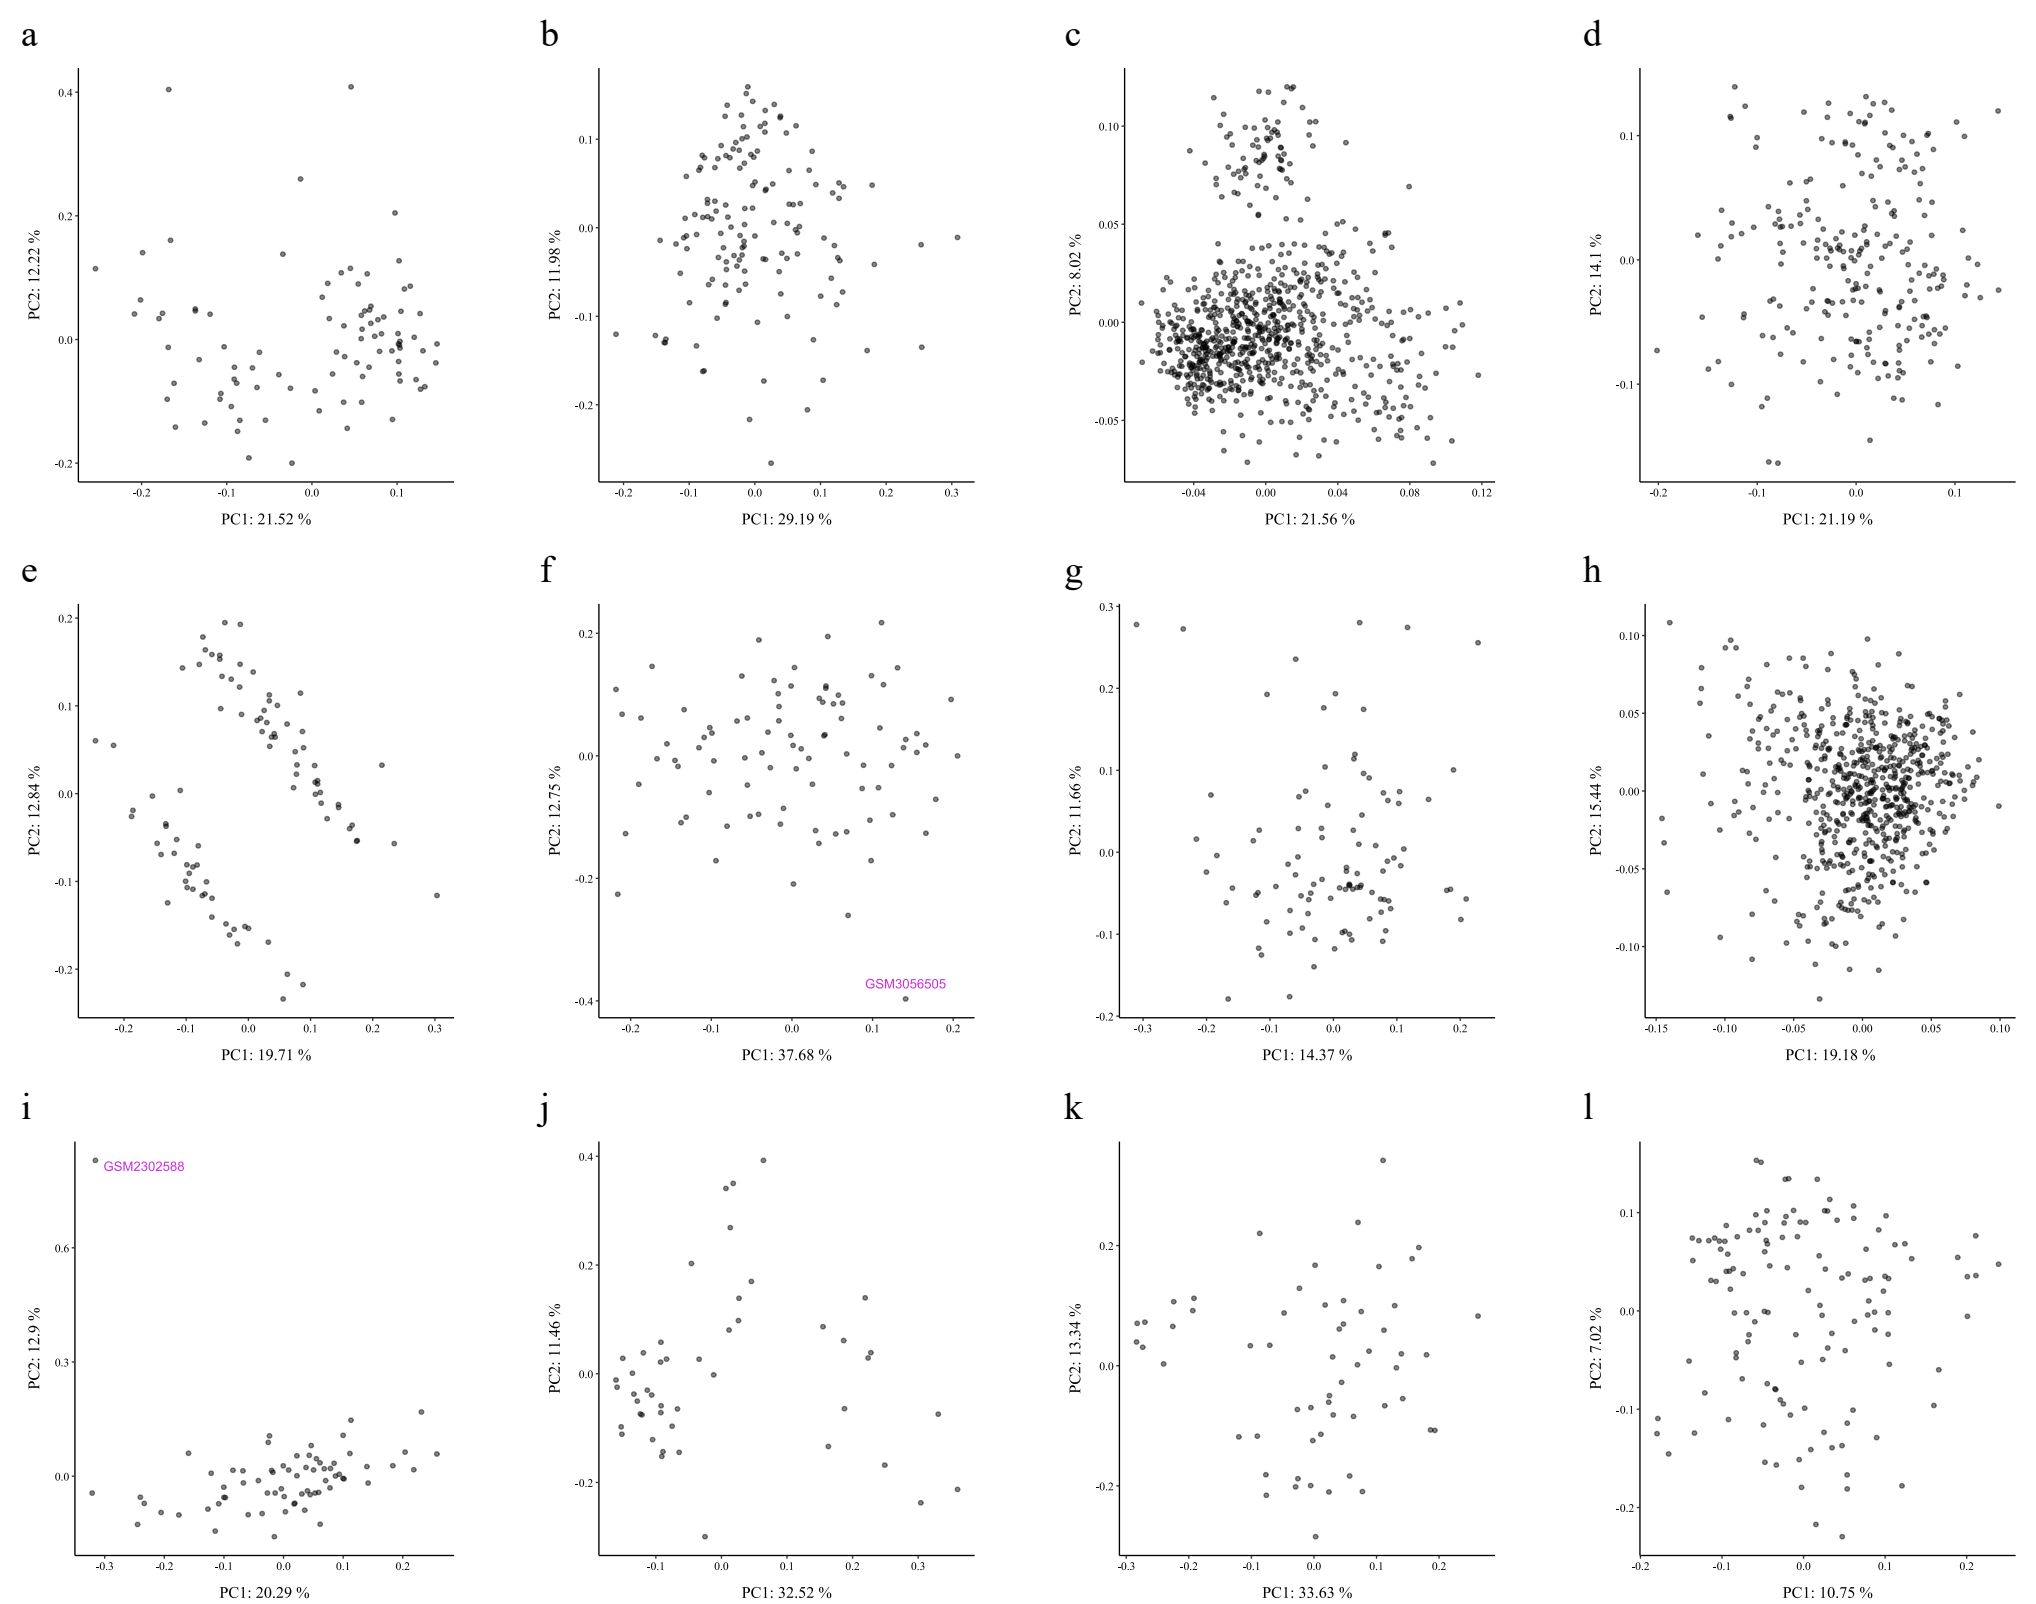 a b c d
0.4
0.2
0.0
-0.2
-0.2 -0.1 0.0 0.1
PC2: 12.22 %
PC1: 21.52 %
0.1
0.0
-0.1
-0.2
-0.2 -0.1 0.0 0.1 0.2 0.3
PC2: 11.98 %
PC1: 29.19 %
0.10
0.05
0.00
-0.05
-0.04 0.00 0.04 0.08 0.12
PC2: 8.02 %
PC1: 21.56 %
0.1
0.0
-0.1
-0.2 -0.1 0.0 0.1
PC2: 14.1 %
PC1: 21.19 %
e f g h
0.2
0.1
0.0
-0.1
-0.2
-0.2 -0.1 0.0 0.1 0.2 0.3
PC2: 12.84 %
PC1: 19.71 %
0.2
0.0
-0.2
-0.4
GSM3056505
-0.2 -0.1 0.0 0.1 0.2
PC2: 12.75 %
PC1: 37.68 %
0.3
0.2
0.1
0.0
-0.1
-0.2
-0.3 -0.2 -0.1 0.0 0.1 0.2
PC2: 11.66 %
PC1: 14.37 %
0.10
0.05
0.00
-0.05
-0.10
-0.15 -0.10 -0.05 0.00 0.05 0.10
PC2: 15.44 %
PC1: 19.18 %
i j k l
GSM2302588
0.6
0.3
0.0
-0.3 -0.2 -0.1 0.0 0.1 0.2
PC2: 12.9 %
PC1: 20.29 %
0.4
0.2
0.0
-0.2
-0.1 0.0 0.1 0.2 0.3
PC2: 11.46 %
PC1: 32.52 %
0.2
0.0
-0.2
-0.3 -0.2 -0.1 0.0 0.1 0.2
PC2: 13.34 %
PC1: 33.63 %
0.1
0.0
-0.1
-0.2
-0.2 -0.1 0.0 0.1 0.2
PC2: 7.02 %
PC1: 10.75 %